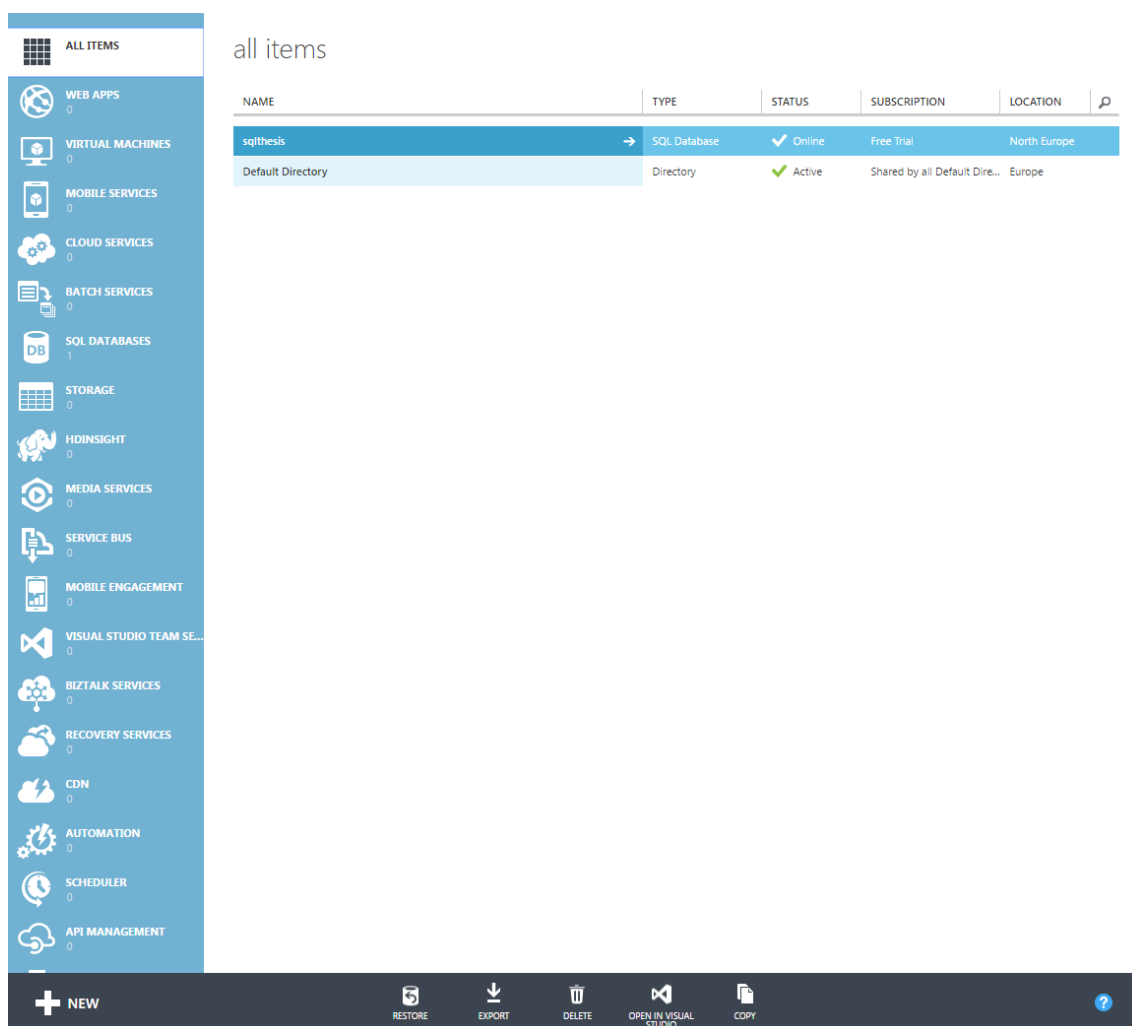 ALL ITEMS
WEB APPS
0
VIRTUAL MACHINES
0
MOBILE SERVICES
0
CLOUD SERVICES
0
BATCH SERVICES
0
DB
SQL DATABASES
1
STORAGE
0
HDINSIGHT
0
MEDIA SERVICES
0
SERVICE BUS
0
MOBILE ENGAGEMENT
0
VISUAL STUDIO TEAM SE...
0
BIZTALK SERVICES
0
RECOVERY SERVICES
0
CDN
0
AUTOMATION
0
SCHEDULER
0
API MANAGEMENT
0
all items
NAME TYPE STATUS SUBSCRIPTION LOCATION
sqlthesis SQL Database Online Free Trial North Europe
Default Directory Directory Active Shared by all Default Dire... Europe
NEW RESTORE EXPORT DELETE OPEN IN VISUAL STUDIO COPY ?